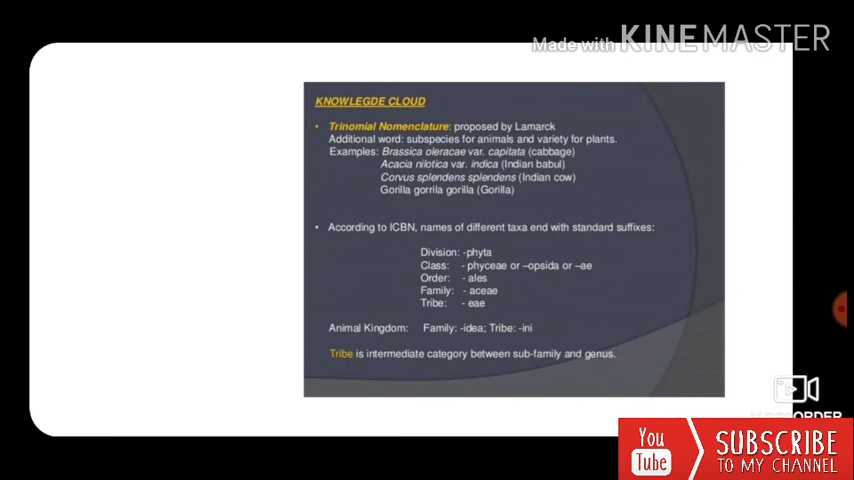 Made with KINEMASTER
KNOWLEGDE CLOUD
• Trinomial Nomenclature: proposed by Lamarck
Additional word: subspecies for animals and variety for plants.
Examples: Brassica oleracae var. capitata (cabbage)
Acacia nilotica var. indica (Indian babul)
Corvus splendens splendens (Indian cow)
Gorilla gorrila gorilla (Gorilla)
• According to ICBN, names of different taxa end with standard suffixes:
Division: -phyta
Class: - phyceae or –opsida or –ae
Order: - ales
Family: - aceae
Tribe: - eae
Animal Kingdom: Family: -idea; Tribe: -ini
Tribe is intermediate category between sub-family and genus.
You
Tube
SUBSCRIBE
TO MY CHANNEL